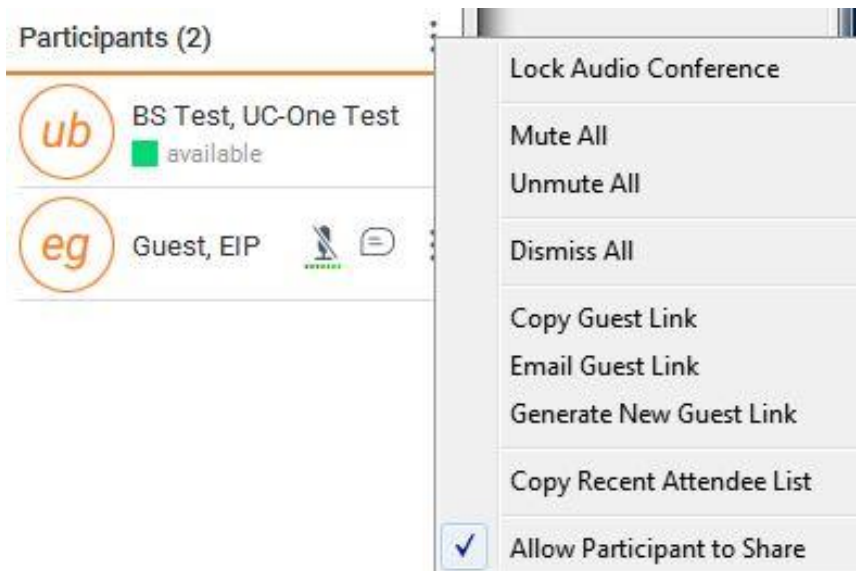 Participants (2)
ub
BS Test, UC-One Test
available
eg
Guest, EIP
Lock Audio Conference
Mute All
Unmute All
Dismiss All
Copy Guest Link
Email Guest Link
Generate New Guest Link
Copy Recent Attendee List
Allow Participant to Share